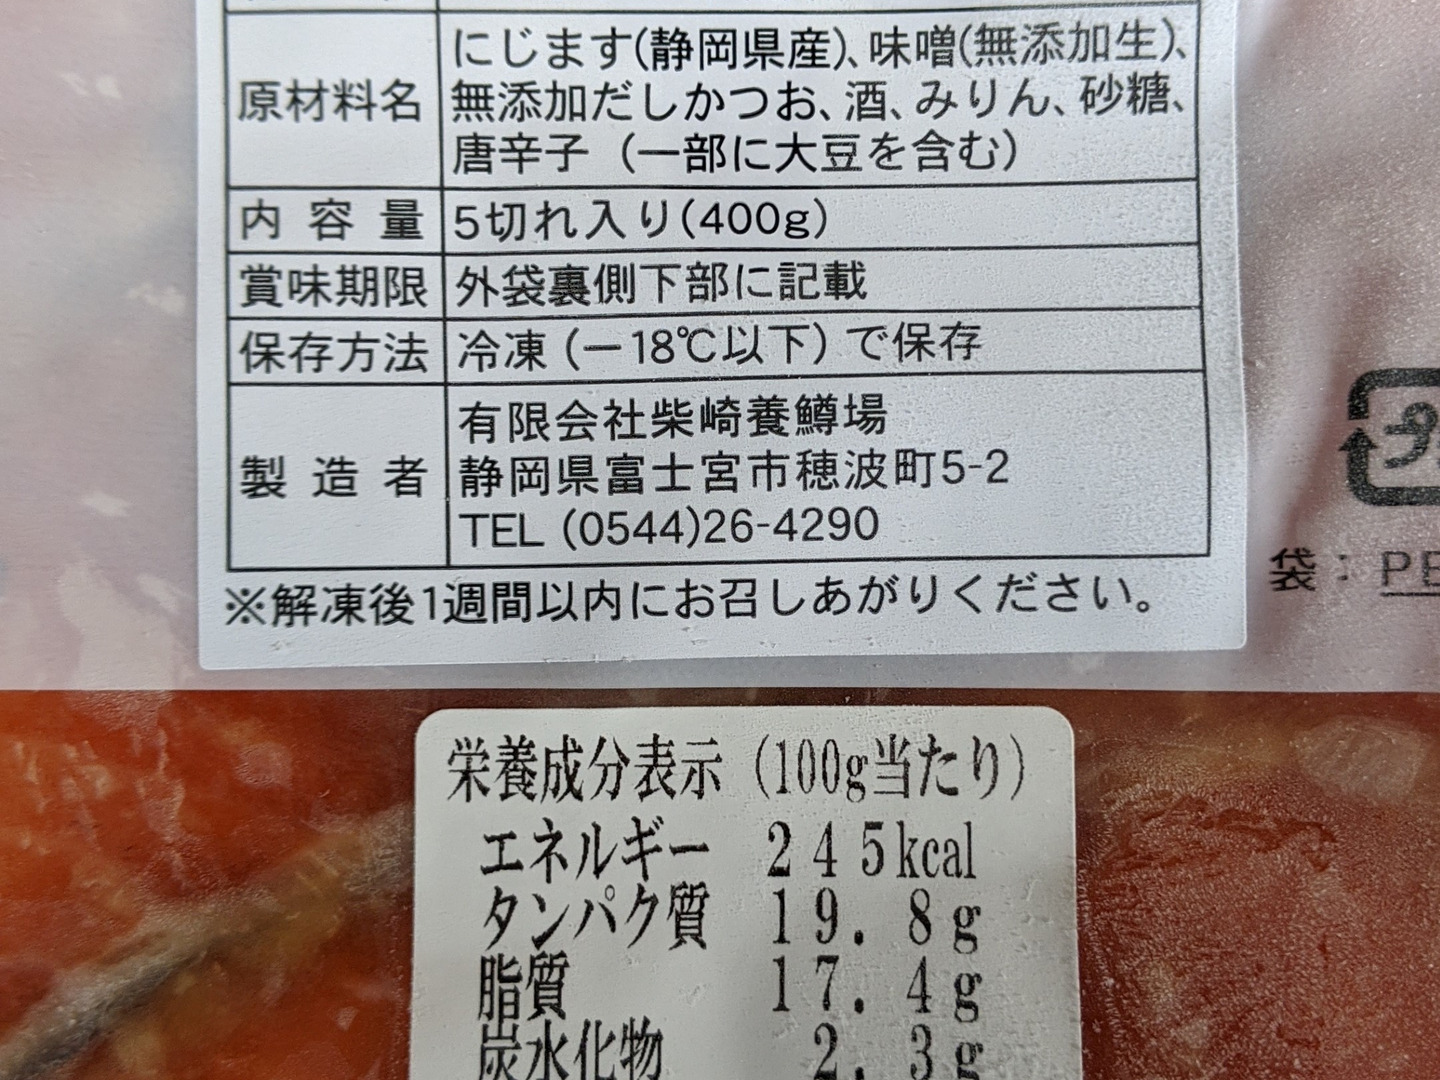 原材料名
にじます(静岡県産)、味噌(無添加生)、
無添加だしかつお、酒、みりん、砂糖、
唐辛子 (一部に大豆を含む)
内容量 5切れ入り(400g)
賞味期限 外袋裏側下部に記載
保存方法 冷凍 (－18℃以下) で保存
製造者
有限会社柴崎養鱒場
静岡県富士宮市穂波町5-2
TEL (0544)26-4290
※解凍後1週間以内にお召しあがりください。
プ
袋： PE
栄養成分表示 (100g当たり)
エネルギー 245kcal
タンパク質 19.8g
脂質 17.4g
炭水化物 2.3g